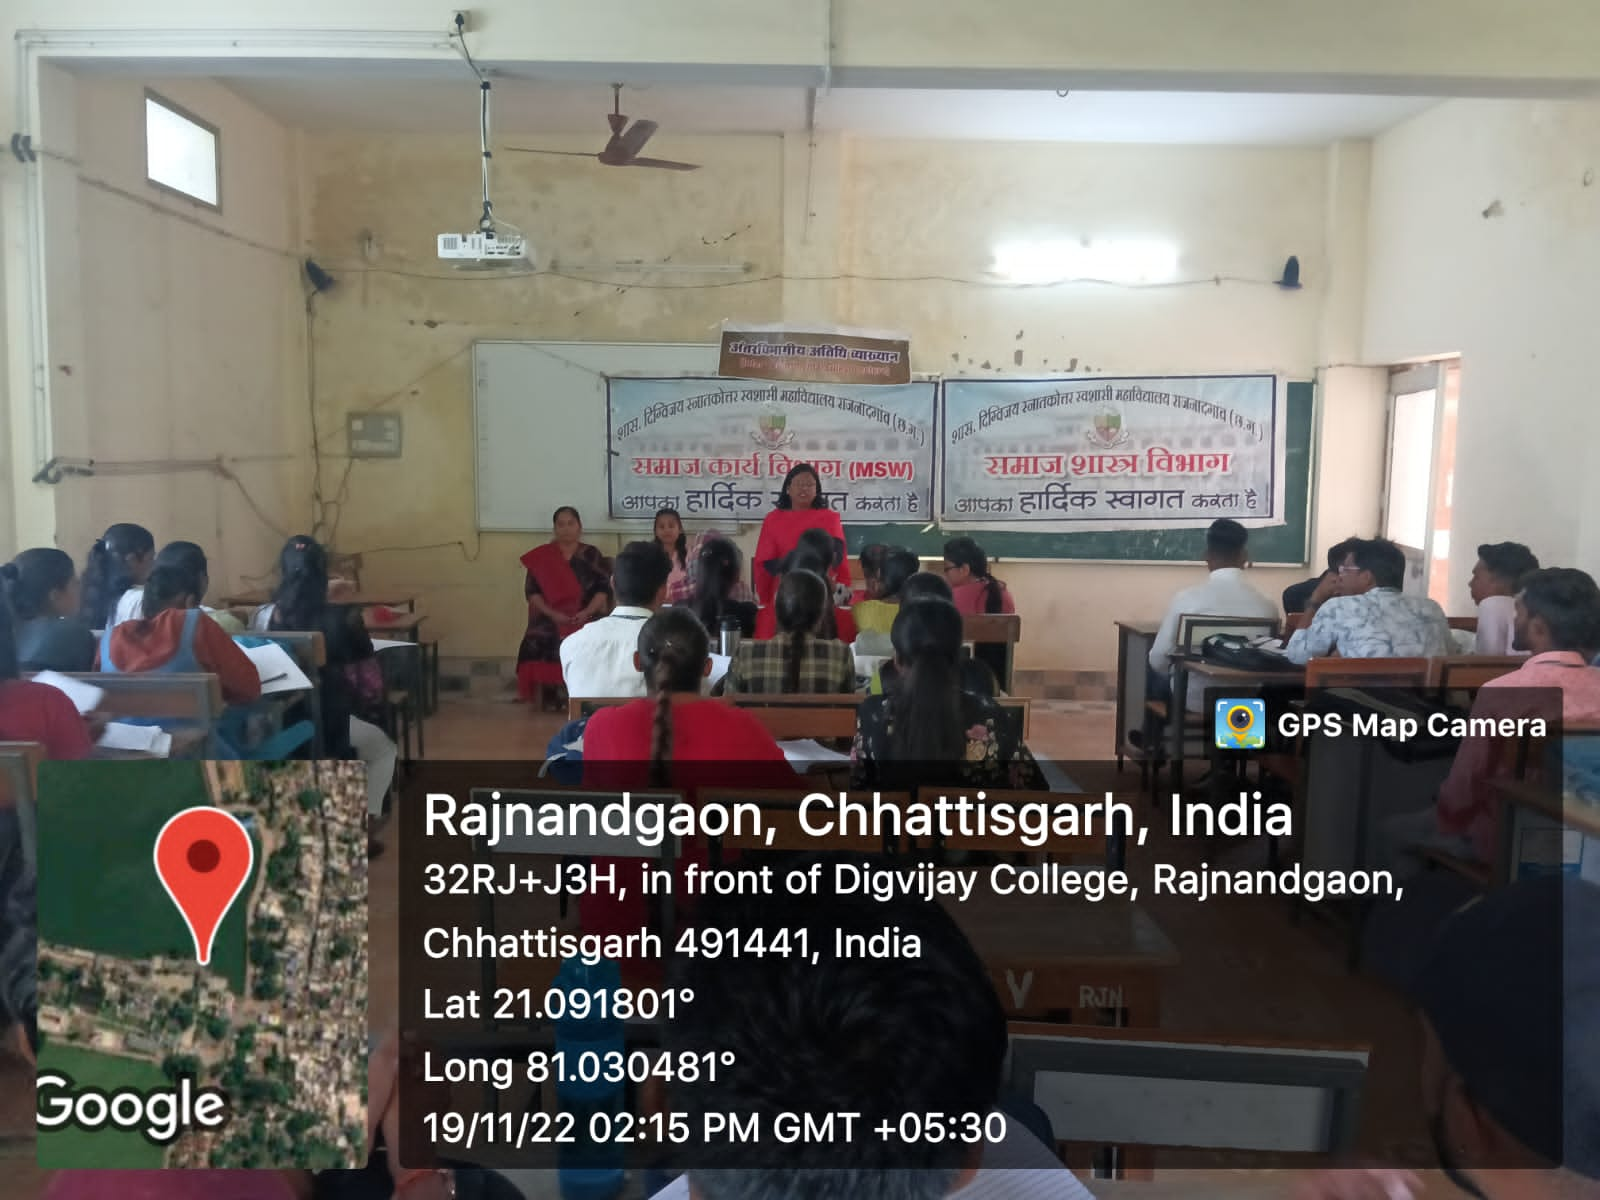 अंतरविभागीय अतिथि व्याख्यान
शास. दिग्विजय स्नातकोत्तर स्वशासी महाविद्यालय राजनांदगांव (छ.ग.)
समाज कार्य विभाग (MSW)
आपका हार्दिक स्वागत करता है
शास. दिग्विजय स्नातकोत्तर स्वशासी महाविद्यालय राजनांदगांव (छ.ग.)
समाज शास्त्र विभाग
आपका हार्दिक स्वागत करता है
GPS Map Camera
Rajnandgaon, Chhattisgarh, India
32RJ+J3H, in front of Digvijay College, Rajnandgaon,
Chhattisgarh 491441, India
Lat 21.091801°
Long 81.030481°
19/11/22 02:15 PM GMT +05:30
Google
V RJN